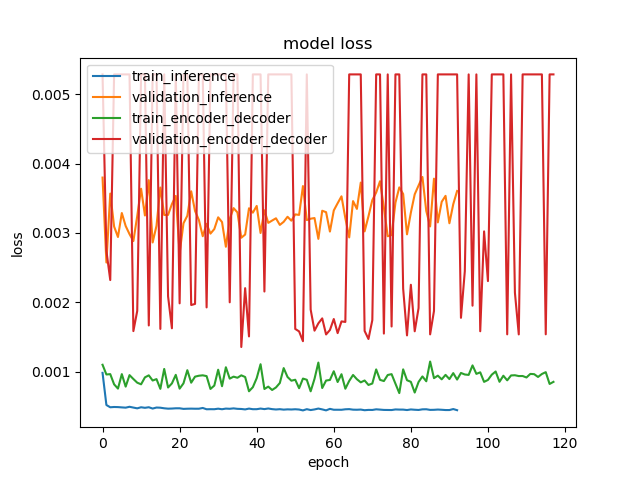 model loss
train_inference
validation_inference
train_encoder_decoder
validation_encoder_decoder
loss
0.005
0.004
0.003
0.002
0.001
0 20 40 60 80 100 120
epoch